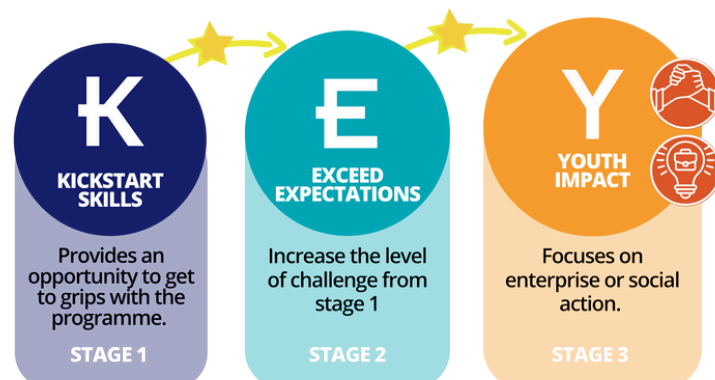 K
KICKSTART
SKILLS
Provides an
opportunity to get
to grips with the
programme.
STAGE 1
E
EXCEED
EXPECTATIONS
Increase the level
of challenge from
stage 1
STAGE 2
Y
YOUTH
IMPACT
Focuses on
enterprise or social
action.
STAGE 3